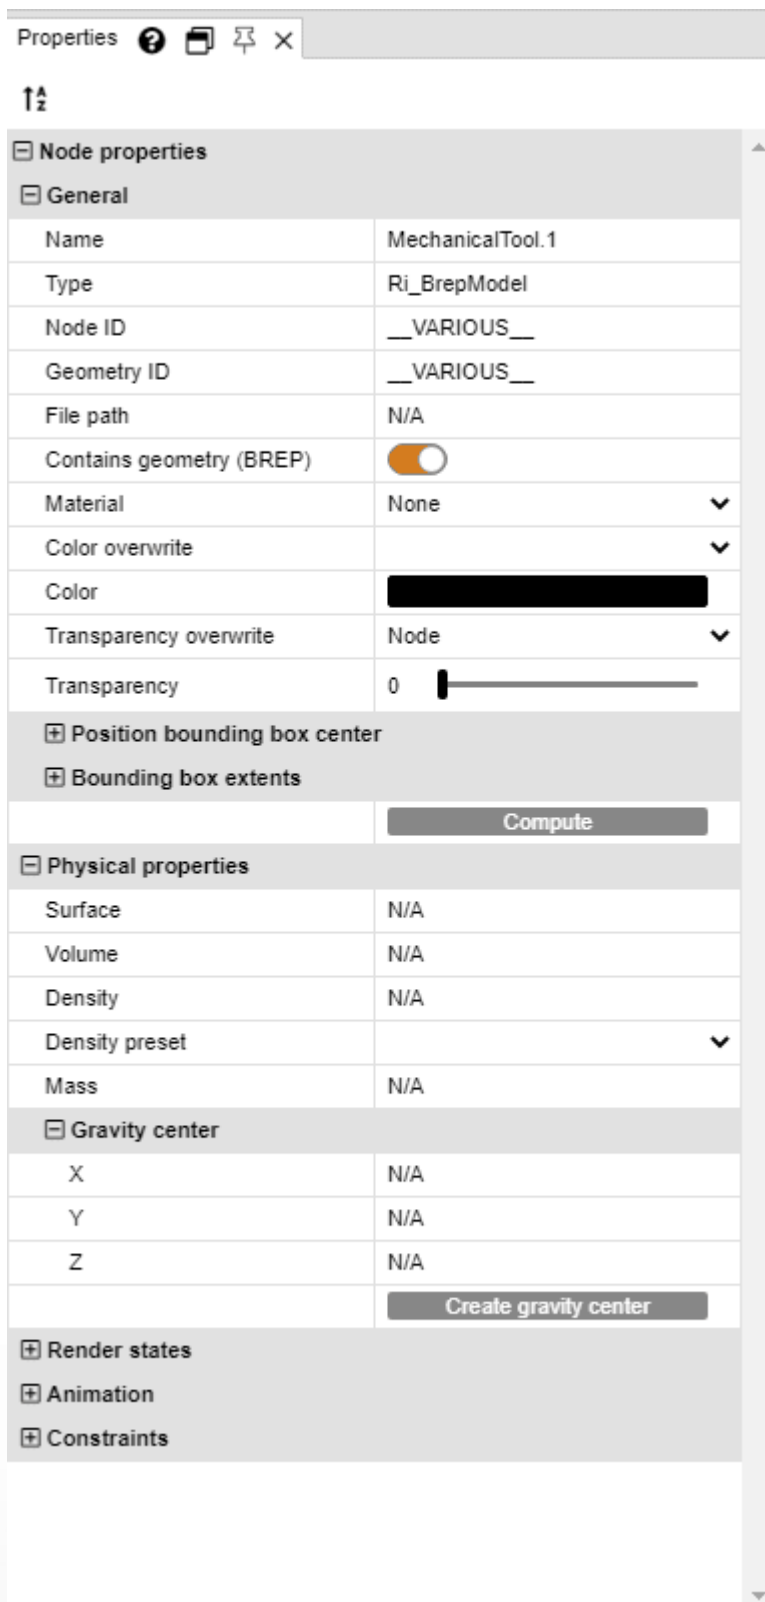 Properties
Node properties
General
Name MechanicalTool.1
Type Ri_BrepModel
Node ID __VARIOUS__
Geometry ID __VARIOUS__
File path N/A
Contains geometry (BREP)
Material None
Color overwrite
Color
Transparency overwrite Node
Transparency 0
Position bounding box center
Bounding box extents
Compute
Physical properties
Surface N/A
Volume N/A
Density N/A
Density preset
Mass N/A
Gravity center
X N/A
Y N/A
Z N/A
Create gravity center
Render states
Animation
Constraints